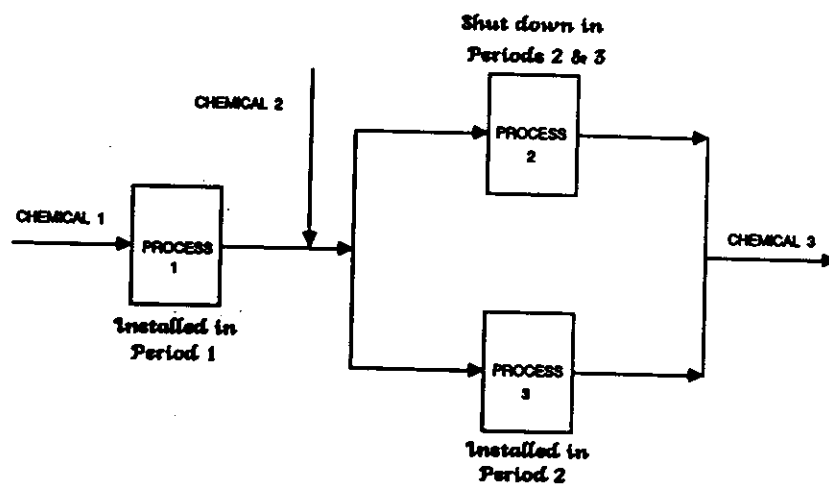 Shut down in
Periods 2 & 3
CHEMICAL 2
PROCESS
2
CHEMICAL 1
PROCESS
1
CHEMICAL 3
Installed in
Period 1
PROCESS
3
Installed in
Period 2